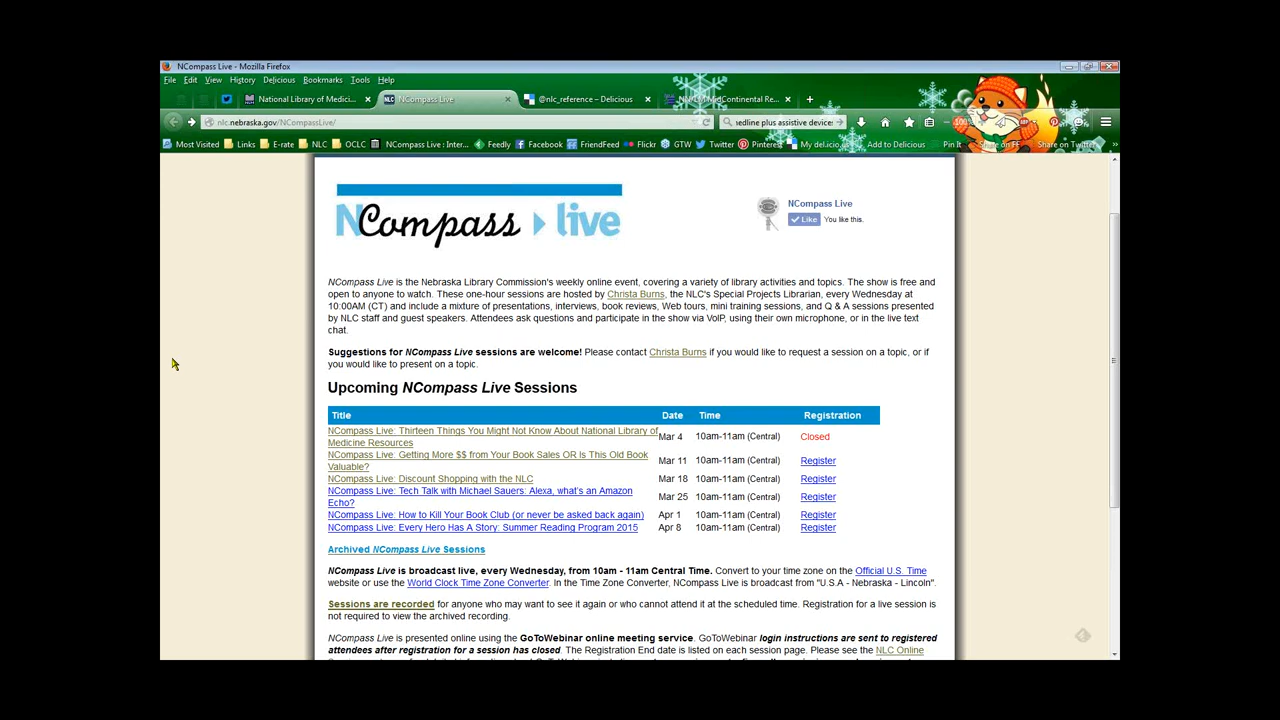 NCompass Live - Mozilla Firefox
File Edit View History Delicious Bookmarks Tools Help
National Library of Medici... NCompass Live @nlc_reference – Delicious MidContinental Re...
nlc.nebraska.gov/NCompassLive/ edline plus assistive devices 100%
Most Visited Links E-rate NLC OCLC NCompass Live : Inter... Feedly Facebook FriendFeed Flickr GTW Twitter Pinterest My del.icio.us Add to Delicious Pin It Share on FF Share on Twitter
NCompass live
NCompass Live
Like You like this.
NCompass Live is the Nebraska Library Commission's weekly online event, covering a variety of library activities and topics. The show is free and
open to anyone to watch. These one-hour sessions are hosted by Christa Burns, the NLC's Special Projects Librarian, every Wednesday at
10:00AM (CT) and include a mixture of presentations, interviews, book reviews, Web tours, mini training sessions, and Q & A sessions presented
by NLC staff and guest speakers. Attendees ask questions and participate in the show via VoIP, using their own microphone, or in the live text
chat.
Suggestions for NCompass Live sessions are welcome! Please contact Christa Burns if you would like to request a session on a topic, or if
you would like to present on a topic.
Upcoming NCompass Live Sessions
Title Date Time Registration
NCompass Live: Thirteen Things You Might Not Know About National Library of
Medicine Resources Mar 4 10am-11am (Central) Closed
NCompass Live: Getting More $$ from Your Book Sales OR Is This Old Book
Valuable? Mar 11 10am-11am (Central) Register
NCompass Live: Discount Shopping with the NLC Mar 18 10am-11am (Central) Register
NCompass Live: Tech Talk with Michael Sauers: Alexa, what's an Amazon
Echo? Mar 25 10am-11am (Central) Register
NCompass Live: How to Kill Your Book Club (or never be asked back again) Apr 1 10am-11am (Central) Register
NCompass Live: Every Hero Has A Story: Summer Reading Program 2015 Apr 8 10am-11am (Central) Register
Archived NCompass Live Sessions
NCompass Live is broadcast live, every Wednesday, from 10am - 11am Central Time. Convert to your time zone on the Official U.S. Time
website or use the World Clock Time Zone Converter. In the Time Zone Converter, NCompass Live is broadcast from "U.S.A - Nebraska - Lincoln".
Sessions are recorded for anyone who may want to see it again or who cannot attend it at the scheduled time. Registration for a live session is
not required to view the archived recording.
NCompass Live is presented online using the GoToWebinar online meeting service. GoToWebinar login instructions are sent to registered
attendees after registration for a session has closed. The Registration End date is listed on each session page. Please see the NLC Online